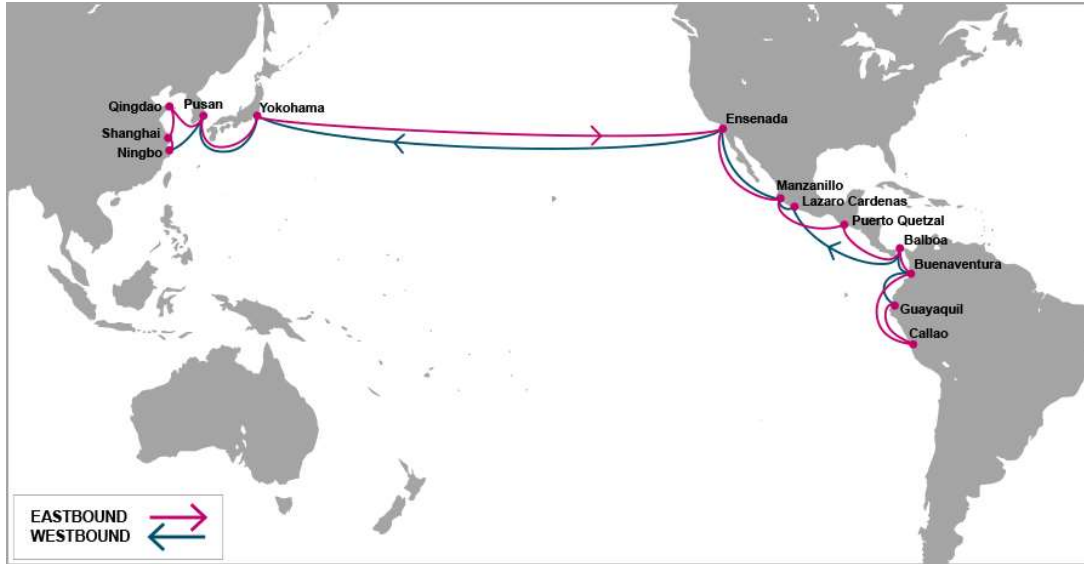 Qingdao
Pusan
Yokohama
Shanghai
Ningbo
Ensenada
Manzanillo
Lazaro Cardenas
Puerto Quetzal
Balboa
Buenaventura
Guayaquil
Callao
EASTBOUND
WESTBOUND